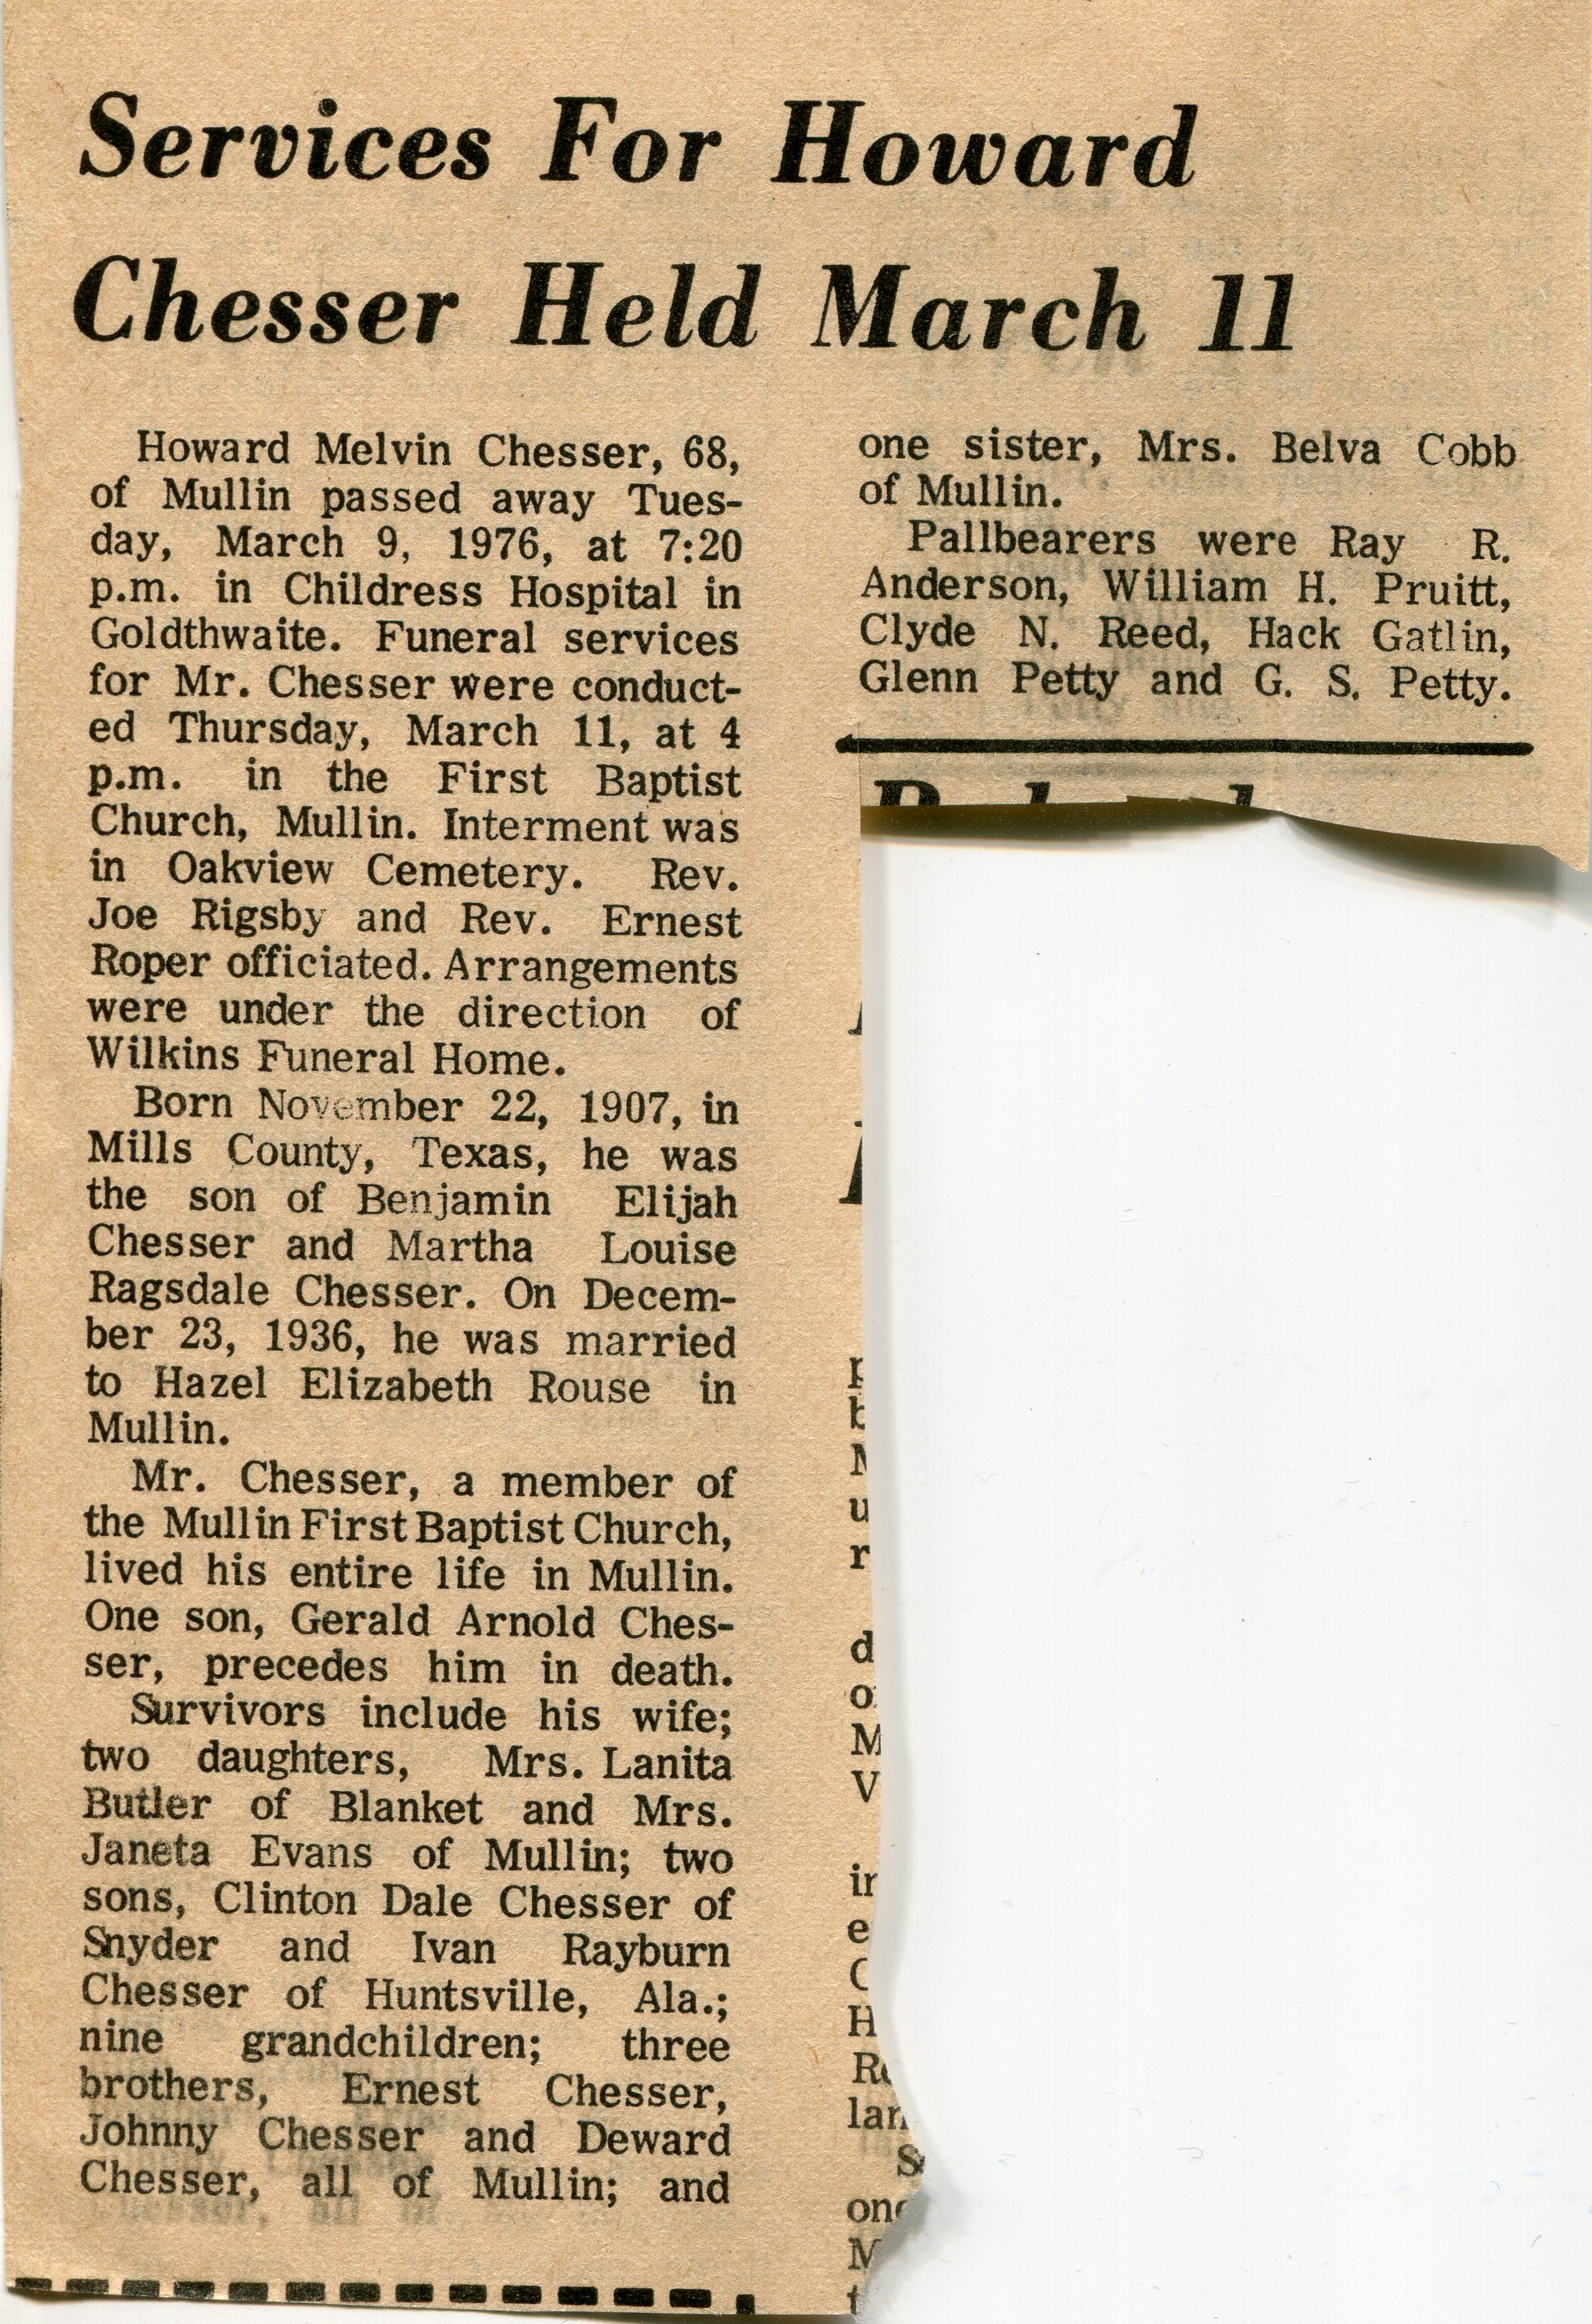 Services For Howard
Chesser Held March 11
Howard Melvin Chesser, 68,
of Mullin passed away Tues-
day, March 9, 1976, at 7:20
p.m. in Childress Hospital in
Goldthwaite. Funeral services
for Mr. Chesser were conduct-
ed Thursday, March 11, at 4
p.m. in the First Baptist
Church, Mullin. Interment was
in Oakview Cemetery. Rev.
Joe Rigsby and Rev. Ernest
Roper officiated. Arrangements
were under the direction of
Wilkins Funeral Home.
Born November 22, 1907, in
Mills County, Texas, he was
the son of Benjamin Elijah
Chesser and Martha Louise
Ragsdale Chesser. On Decem-
ber 23, 1936, he was married
to Hazel Elizabeth Rouse in
Mullin.
Mr. Chesser, a member of
the Mullin First Baptist Church,
lived his entire life in Mullin.
One son, Gerald Arnold Ches-
ser, precedes him in death.
Survivors include his wife;
two daughters, Mrs. Lanita
Butler of Blanket and Mrs.
Janeta Evans of Mullin; two
sons, Clinton Dale Chesser of
Snyder and Ivan Rayburn
Chesser of Huntsville, Ala.;
nine grandchildren; three
brothers, Ernest Chesser,
Johnny Chesser and Deward
Chesser, all of Mullin; and
one sister, Mrs. Belva Cobb
of Mullin.
Pallbearers were Ray R.
Anderson, William H. Pruitt,
Clyde N. Reed, Hack Gatlin,
Glenn Petty and G. S. Petty.